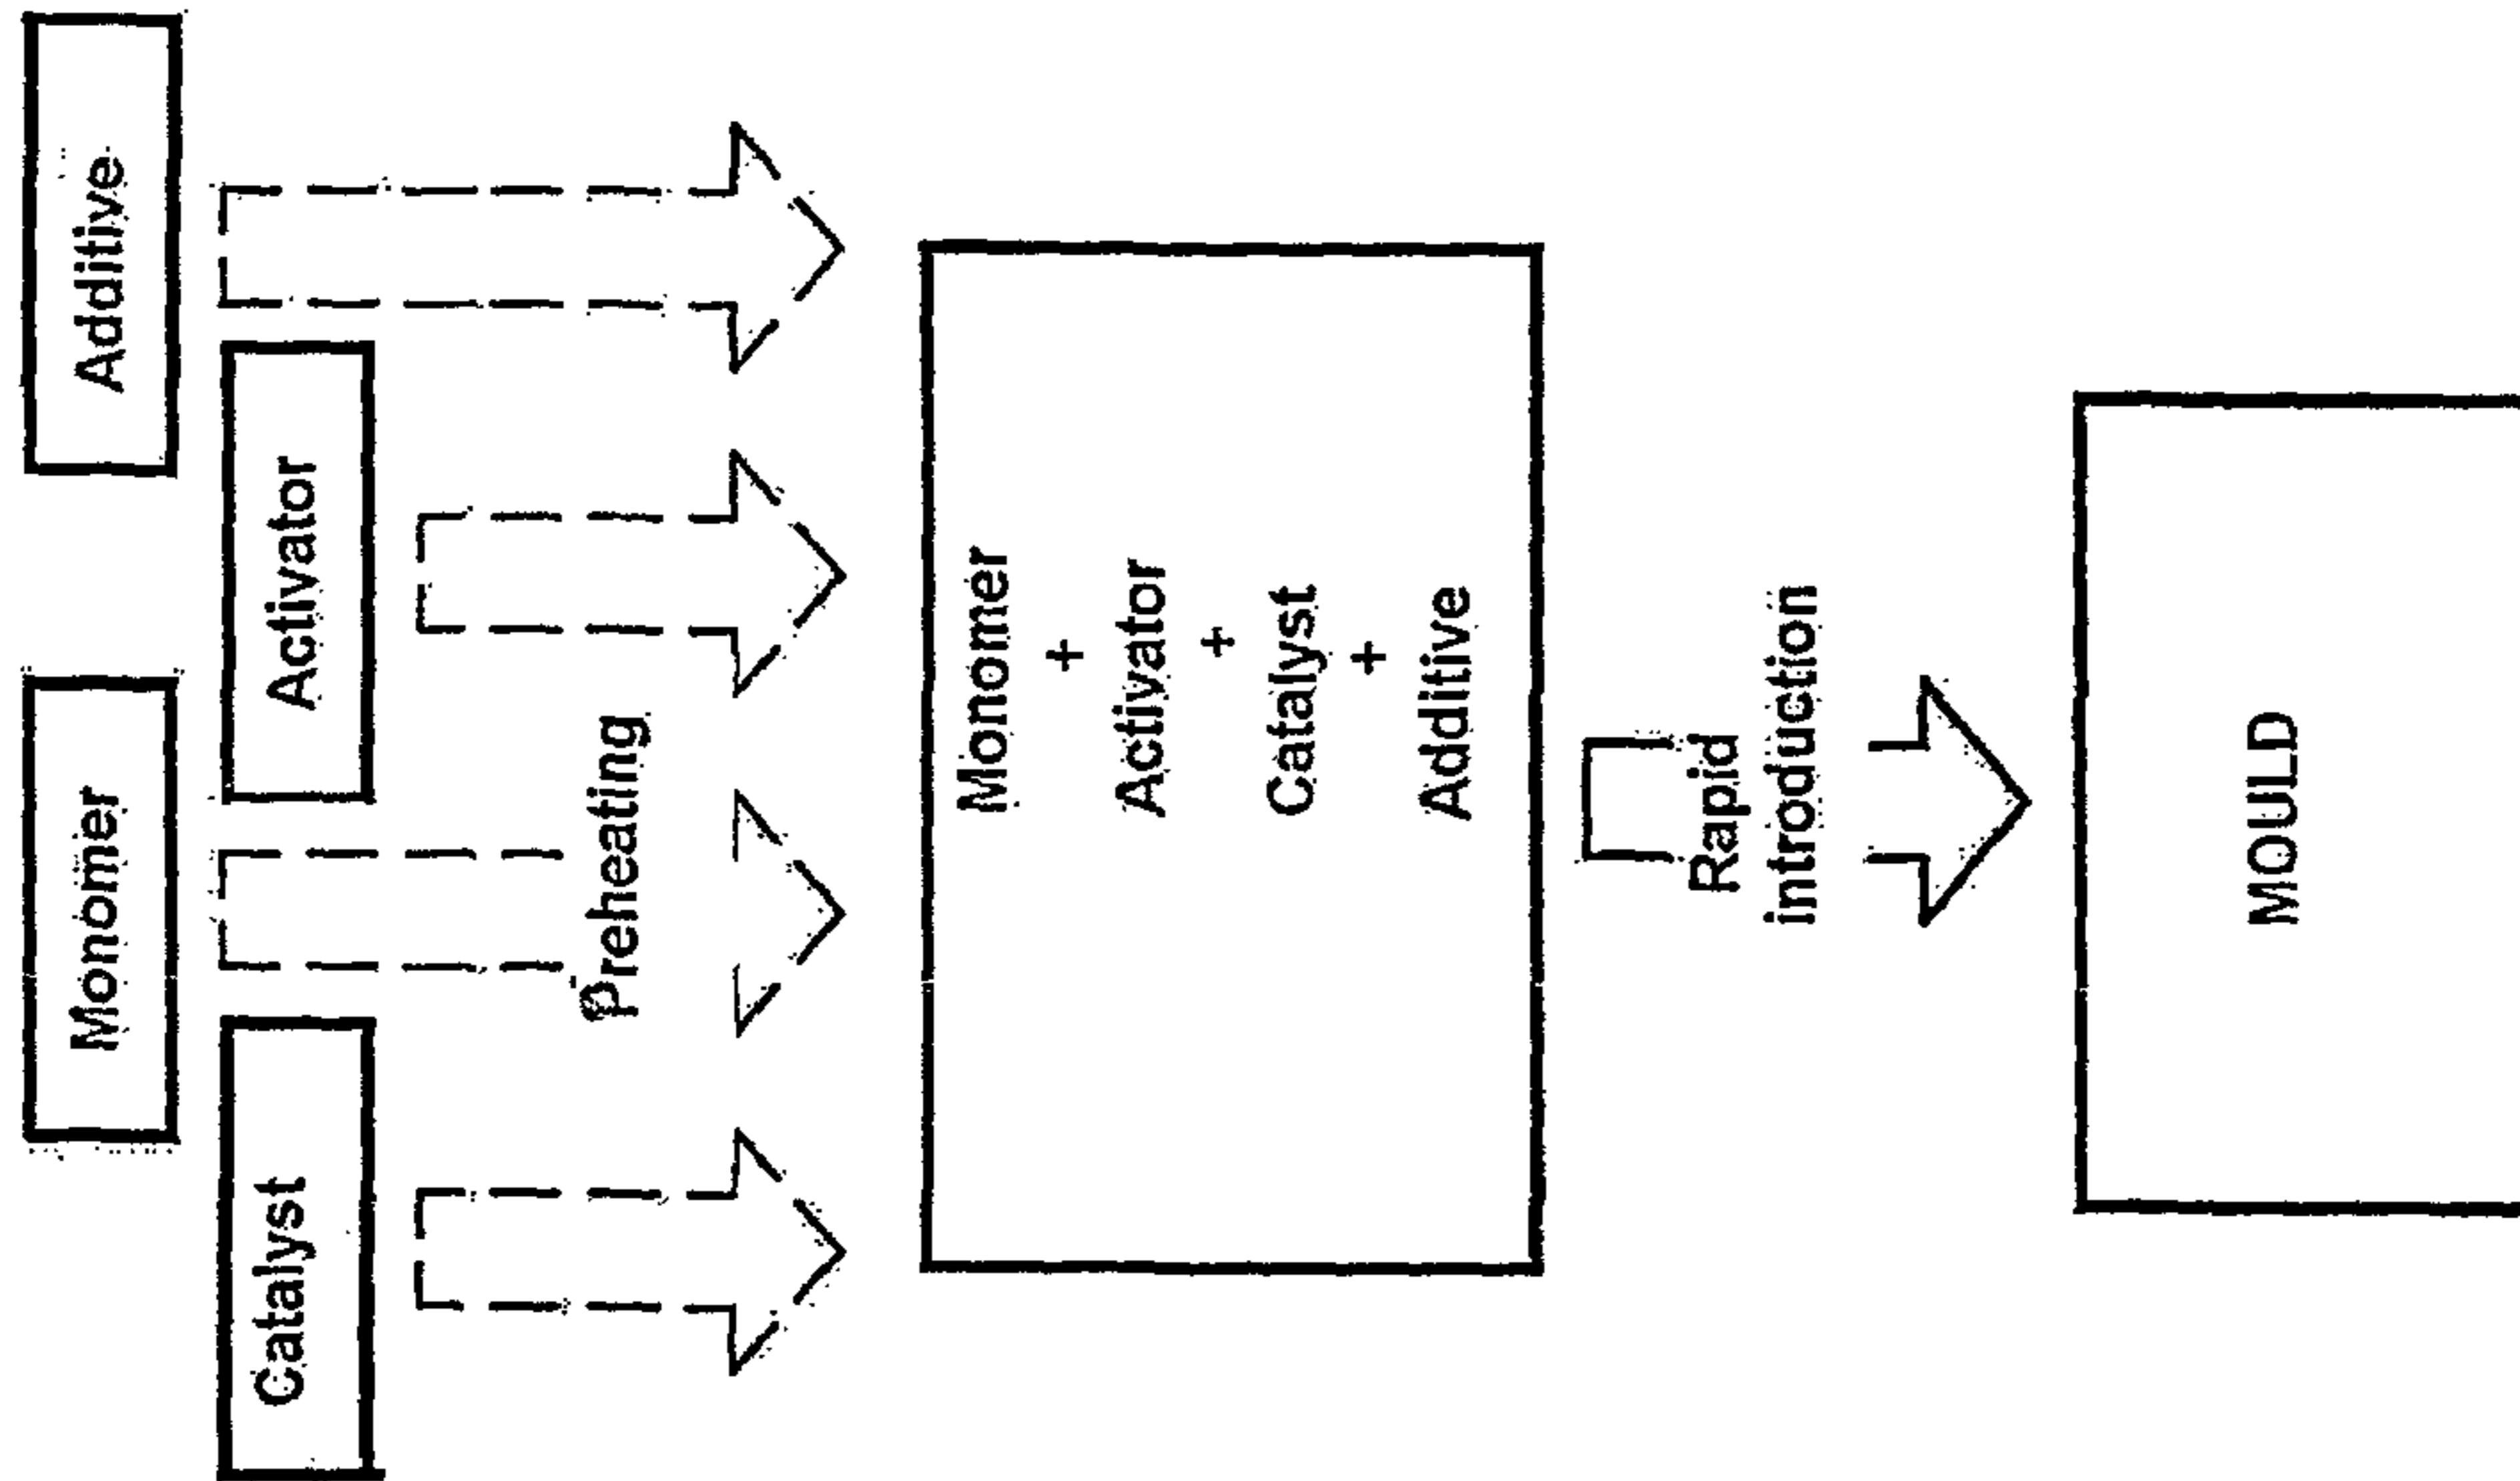 Monomer
Additive
Catalyst
Activator
Preheating
Monomer
+
Activator
+
Catalyst
+
Additive
Rapid
introduction
MOULD